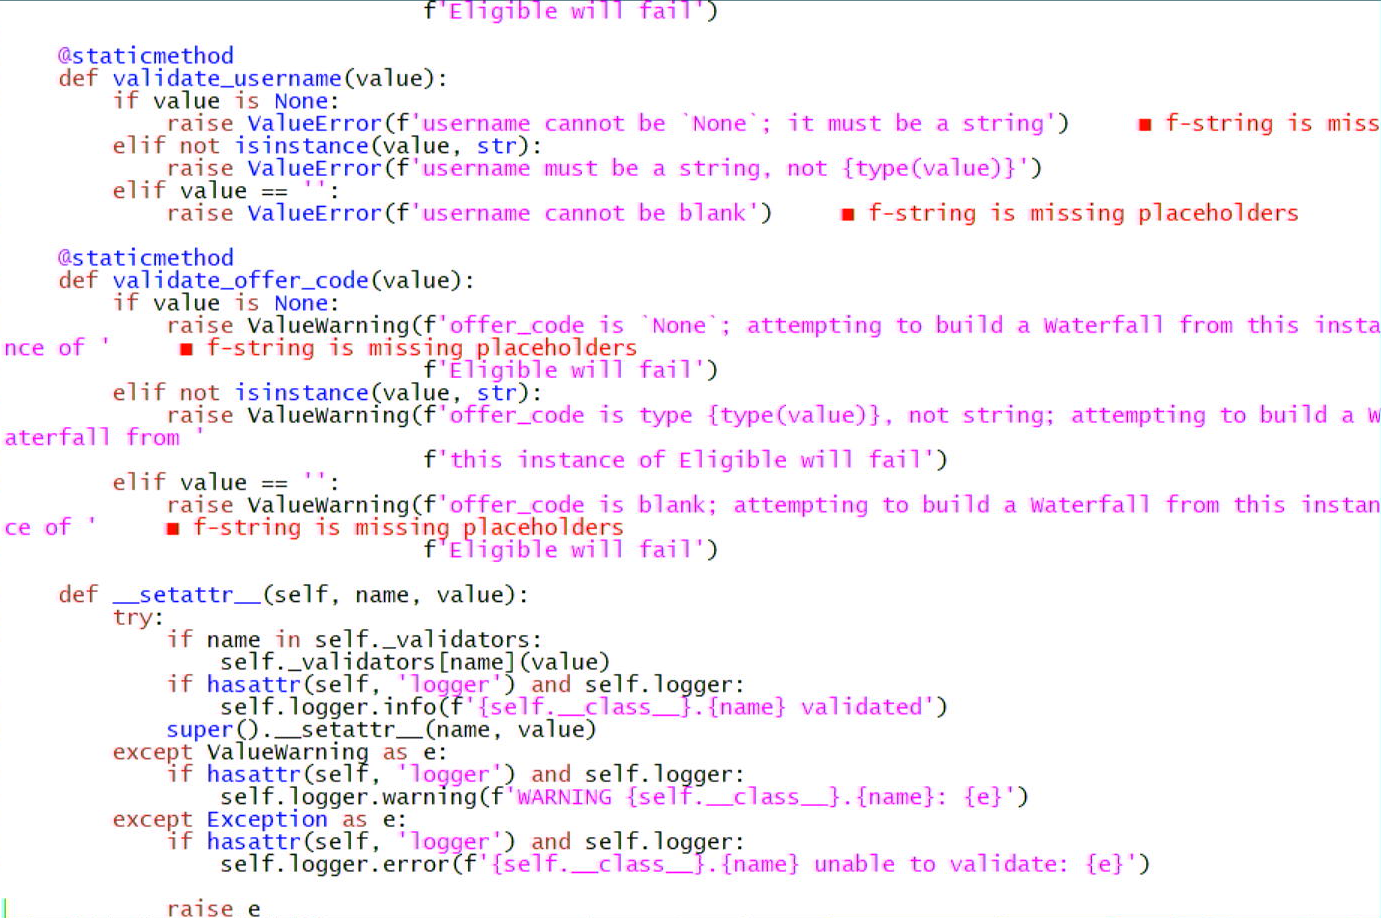 f'Eligible will fail')
@staticmethod
def validate_username(value):
if value is None:
raise ValueError(f'username cannot be `None`; it must be a string') ■ f-string is miss
elif not isinstance(value, str):
raise ValueError(f'username must be a string, not {type(value)}')
elif value == '':
raise ValueError(f'username cannot be blank') ■ f-string is missing placeholders
@staticmethod
def validate_offer_code(value):
if value is None:
raise ValueWarning(f'offer_code is `None`; attempting to build a Waterfall from this insta
nce of ' ■ f-string is missing placeholders
f'Eligible will fail')
elif not isinstance(value, str):
raise ValueWarning(f'offer_code is type {type(value)}, not string; attempting to build a W
aterfall from '
f'this instance of Eligible will fail')
elif value == '':
raise ValueWarning(f'offer_code is blank; attempting to build a Waterfall from this instan
ce of ' ■ f-string is missing placeholders
f'Eligible will fail')
def __setattr__(self, name, value):
try:
if name in self._validators:
self._validators[name](value)
if hasattr(self, 'logger') and self.logger:
self.logger.info(f'{self.__class__}.{name} validated')
super().__setattr__(name, value)
except ValueWarning as e:
if hasattr(self, 'logger') and self.logger:
self.logger.warning(f'WARNING {self.__class__}.{name}: {e}')
except Exception as e:
if hasattr(self, 'logger') and self.logger:
self.logger.error(f'{self.__class__}.{name} unable to validate: {e}')
raise e